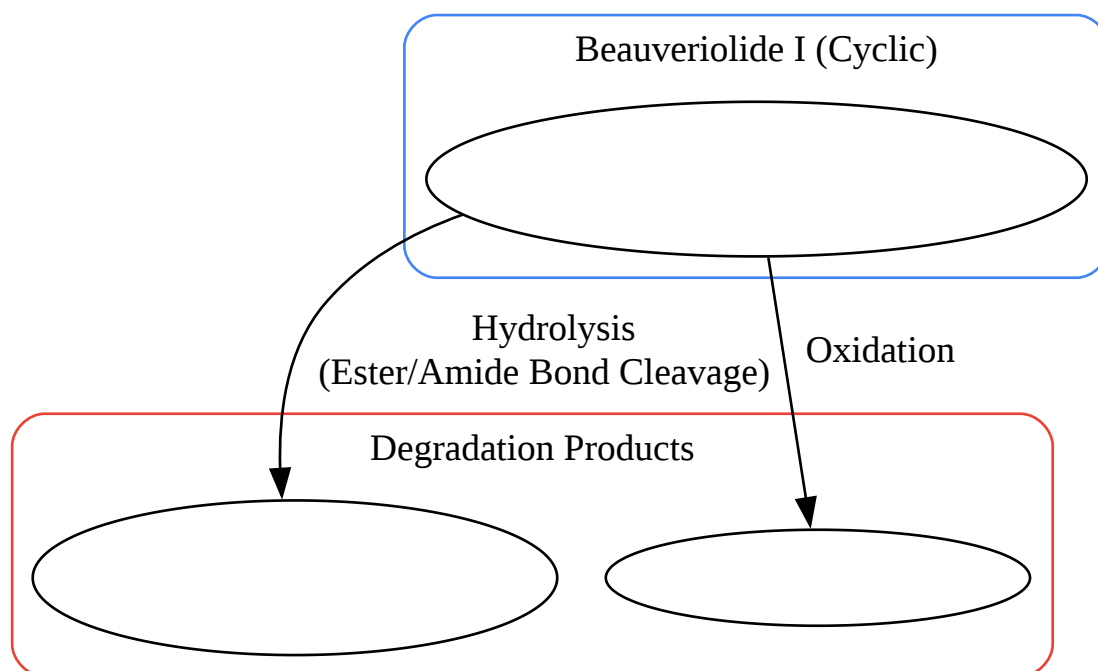 Beauveriolide I (Cyclic)
Hydrolysis
(Ester/Amide Bond Cleavage)
Oxidation
Degradation Products